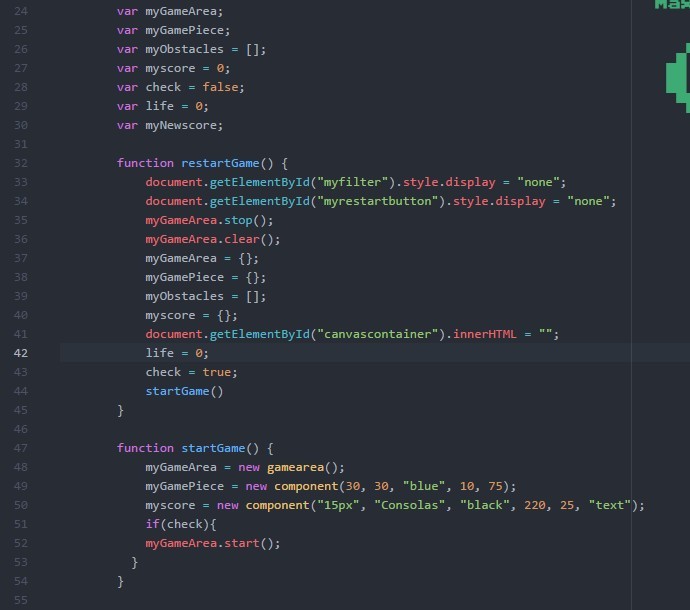 Max
24 var myGameArea;
25 var myGamePiece;
26 var myObstacles = [];
27 var myscore = 0;
28 var check = false;
29 var life = 0;
30 var myNewscore;
31
32 function restartGame() {
33 document.getElementById("myfilter").style.display = "none";
34 document.getElementById("myrestartbutton").style.display = "none";
35 myGameArea.stop();
36 myGameArea.clear();
37 myGameArea = {};
38 myGamePiece = {};
39 myObstacles = [];
40 myscore = {};
41 document.getElementById("canvascontainer").innerHTML = "";
42 life = 0;
43 check = true;
44 startGame()
45 }
46
47 function startGame() {
48 myGameArea = new gamearea();
49 myGamePiece = new component(30, 30, "blue", 10, 75);
50 myscore = new component("15px", "Consolas", "black", 220, 25, "text");
51 if(check){
52 myGameArea.start();
53 }
54 }
55